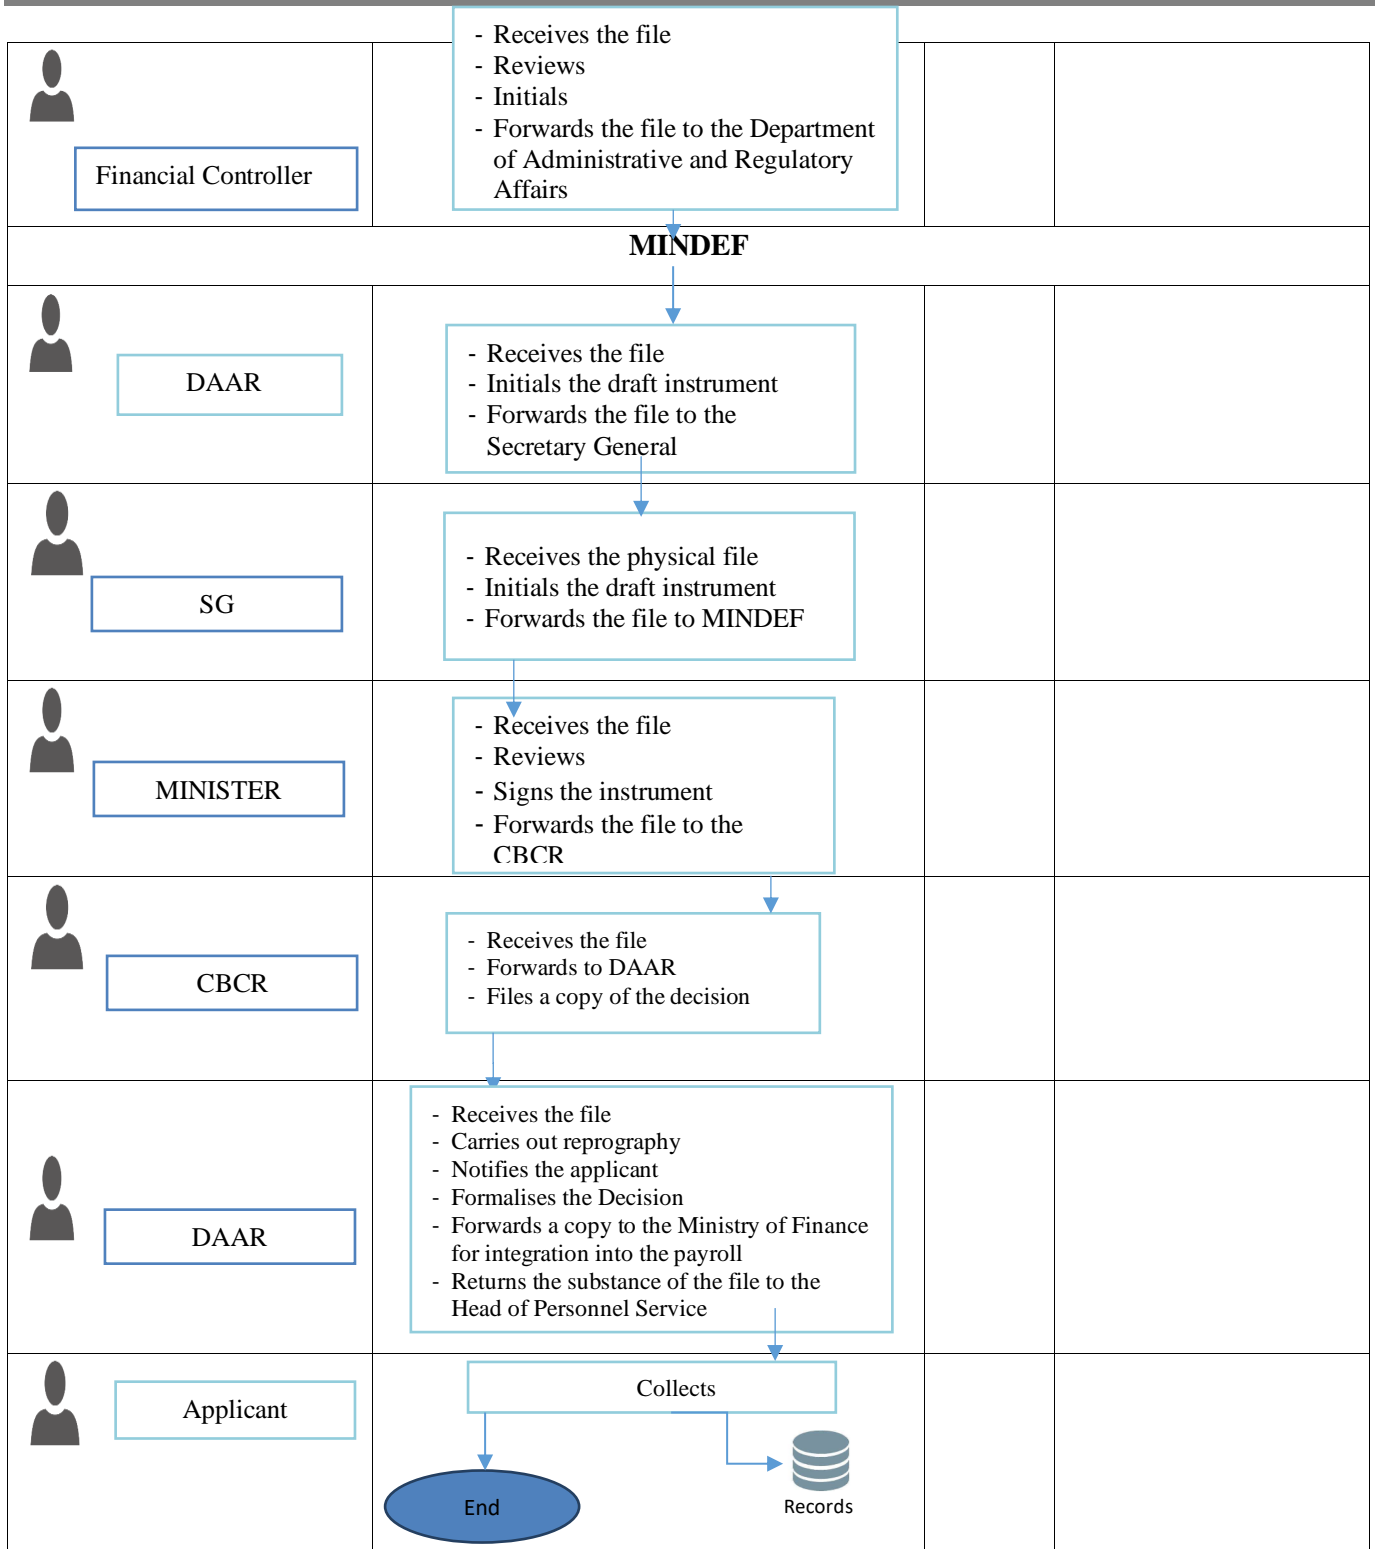 - Receives the file
- Reviews
- Initials
- Forwards the file to the Department
of Administrative and Regulatory
Affairs
Financial Controller
MINDEF
DAAR
- Receives the file
- Initials the draft instrument
- Forwards the file to the
Secretary General
SG
- Receives the physical file
- Initials the draft instrument
- Forwards the file to MINDEF
MINISTER
- Receives the file
- Reviews
- Signs the instrument
- Forwards the file to the
CBCR
CBCR
- Receives the file
- Forwards to DAAR
- Files a copy of the decision
DAAR
- Receives the file
- Carries out reprography
- Notifies the applicant
- Formalises the Decision
- Forwards a copy to the Ministry of Finance
for integration into the payroll
- Returns the substance of the file to the
Head of Personnel Service
Applicant
Collects
End
Records